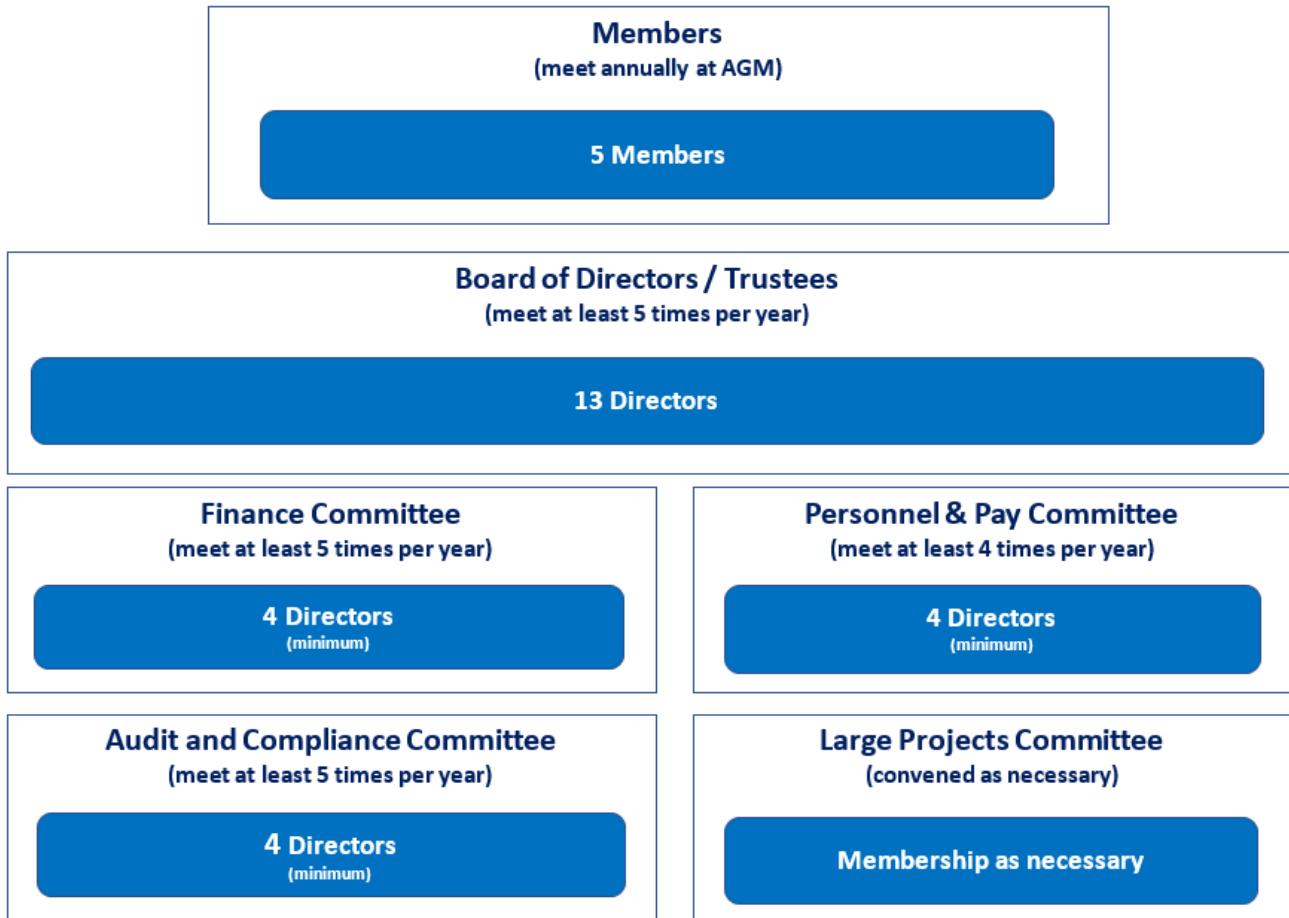 Members
(meet annually at AGM)
5 Members
Board of Directors / Trustees
(meet at least 5 times per year)
13 Directors
Finance Committee
(meet at least 5 times per year)
4 Directors
(minimum)
Personnel & Pay Committee
(meet at least 4 times per year)
4 Directors
(minimum)
Audit and Compliance Committee
(meet at least 5 times per year)
4 Directors
(minimum)
Large Projects Committee
(convened as necessary)
Membership as necessary